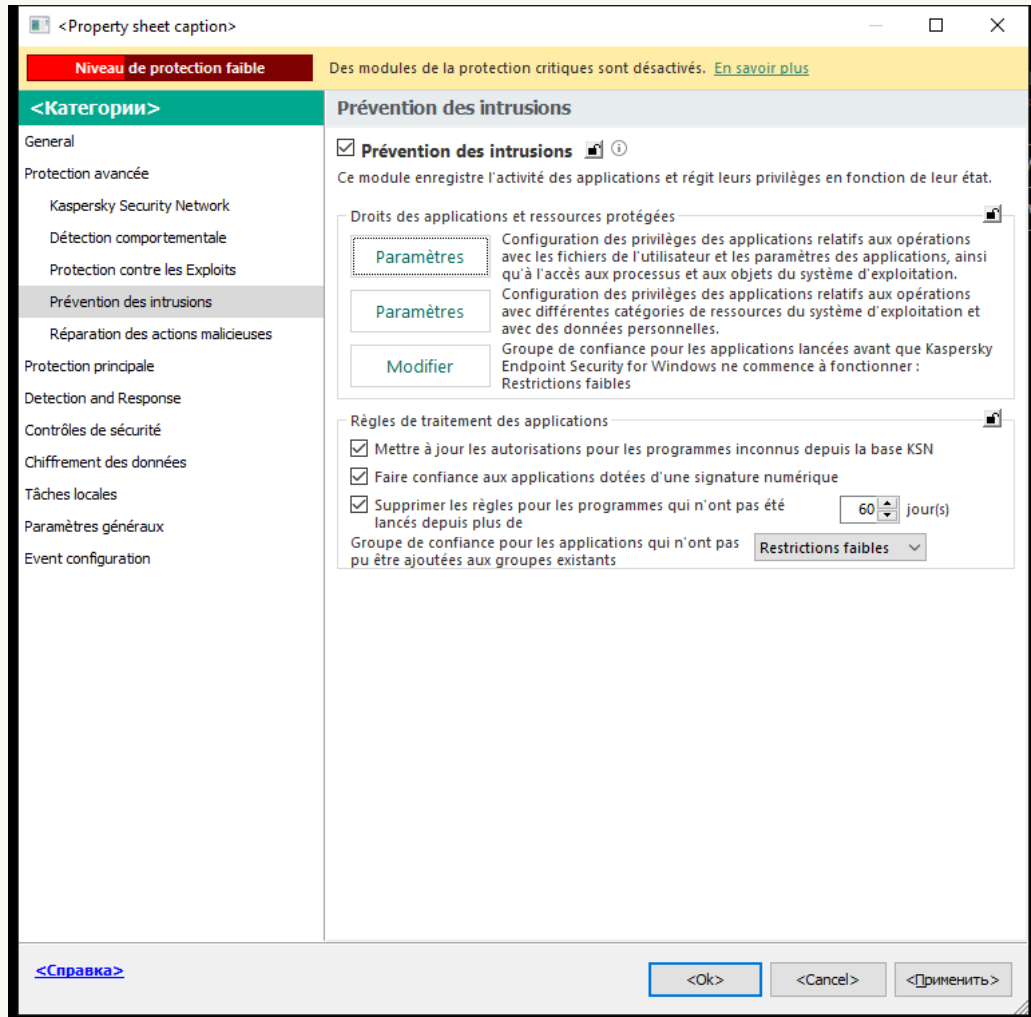 <Property sheet caption>
Niveau de protection faible
Des modules de la protection critiques sont désactivés. En savoir plus
<Категории>
General
Protection avancée
Kaspersky Security Network
Détection comportementale
Protection contre les Exploits
Prévention des intrusions
Réparation des actions malicieuses
Protection principale
Detection and Response
Contrôles de sécurité
Chiffrement des données
Tâches locales
Paramètres généraux
Event configuration
Prévention des intrusions
Prévention des intrusions
Ce module enregistre l'activité des applications et régit leurs privilèges en fonction de leur état.
Droits des applications et ressources protégées
Paramètres
Configuration des privilèges des applications relatifs aux opérations
avec les fichiers de l'utilisateur et les paramètres des applications, ainsi
qu'à l'accès aux processus et aux objets du système d'exploitation.
Paramètres
Configuration des privilèges des applications relatifs aux opérations
avec différentes catégories de ressources du système d'exploitation et
avec des données personnelles.
Modifier
Groupe de confiance pour les applications lancées avant que Kaspersky
Endpoint Security for Windows ne commence à fonctionner :
Restrictions faibles
Règles de traitement des applications
Mettre à jour les autorisations pour les programmes inconnus depuis la base KSN
Faire confiance aux applications dotées d'une signature numérique
Supprimer les règles pour les programmes qui n'ont pas été
lancés depuis plus de
60 jour(s)
Groupe de confiance pour les applications qui n'ont pas
pu être ajoutées aux groupes existants
Restrictions faibles
<Справка>
<Ok>
<Cancel>
<Применить>